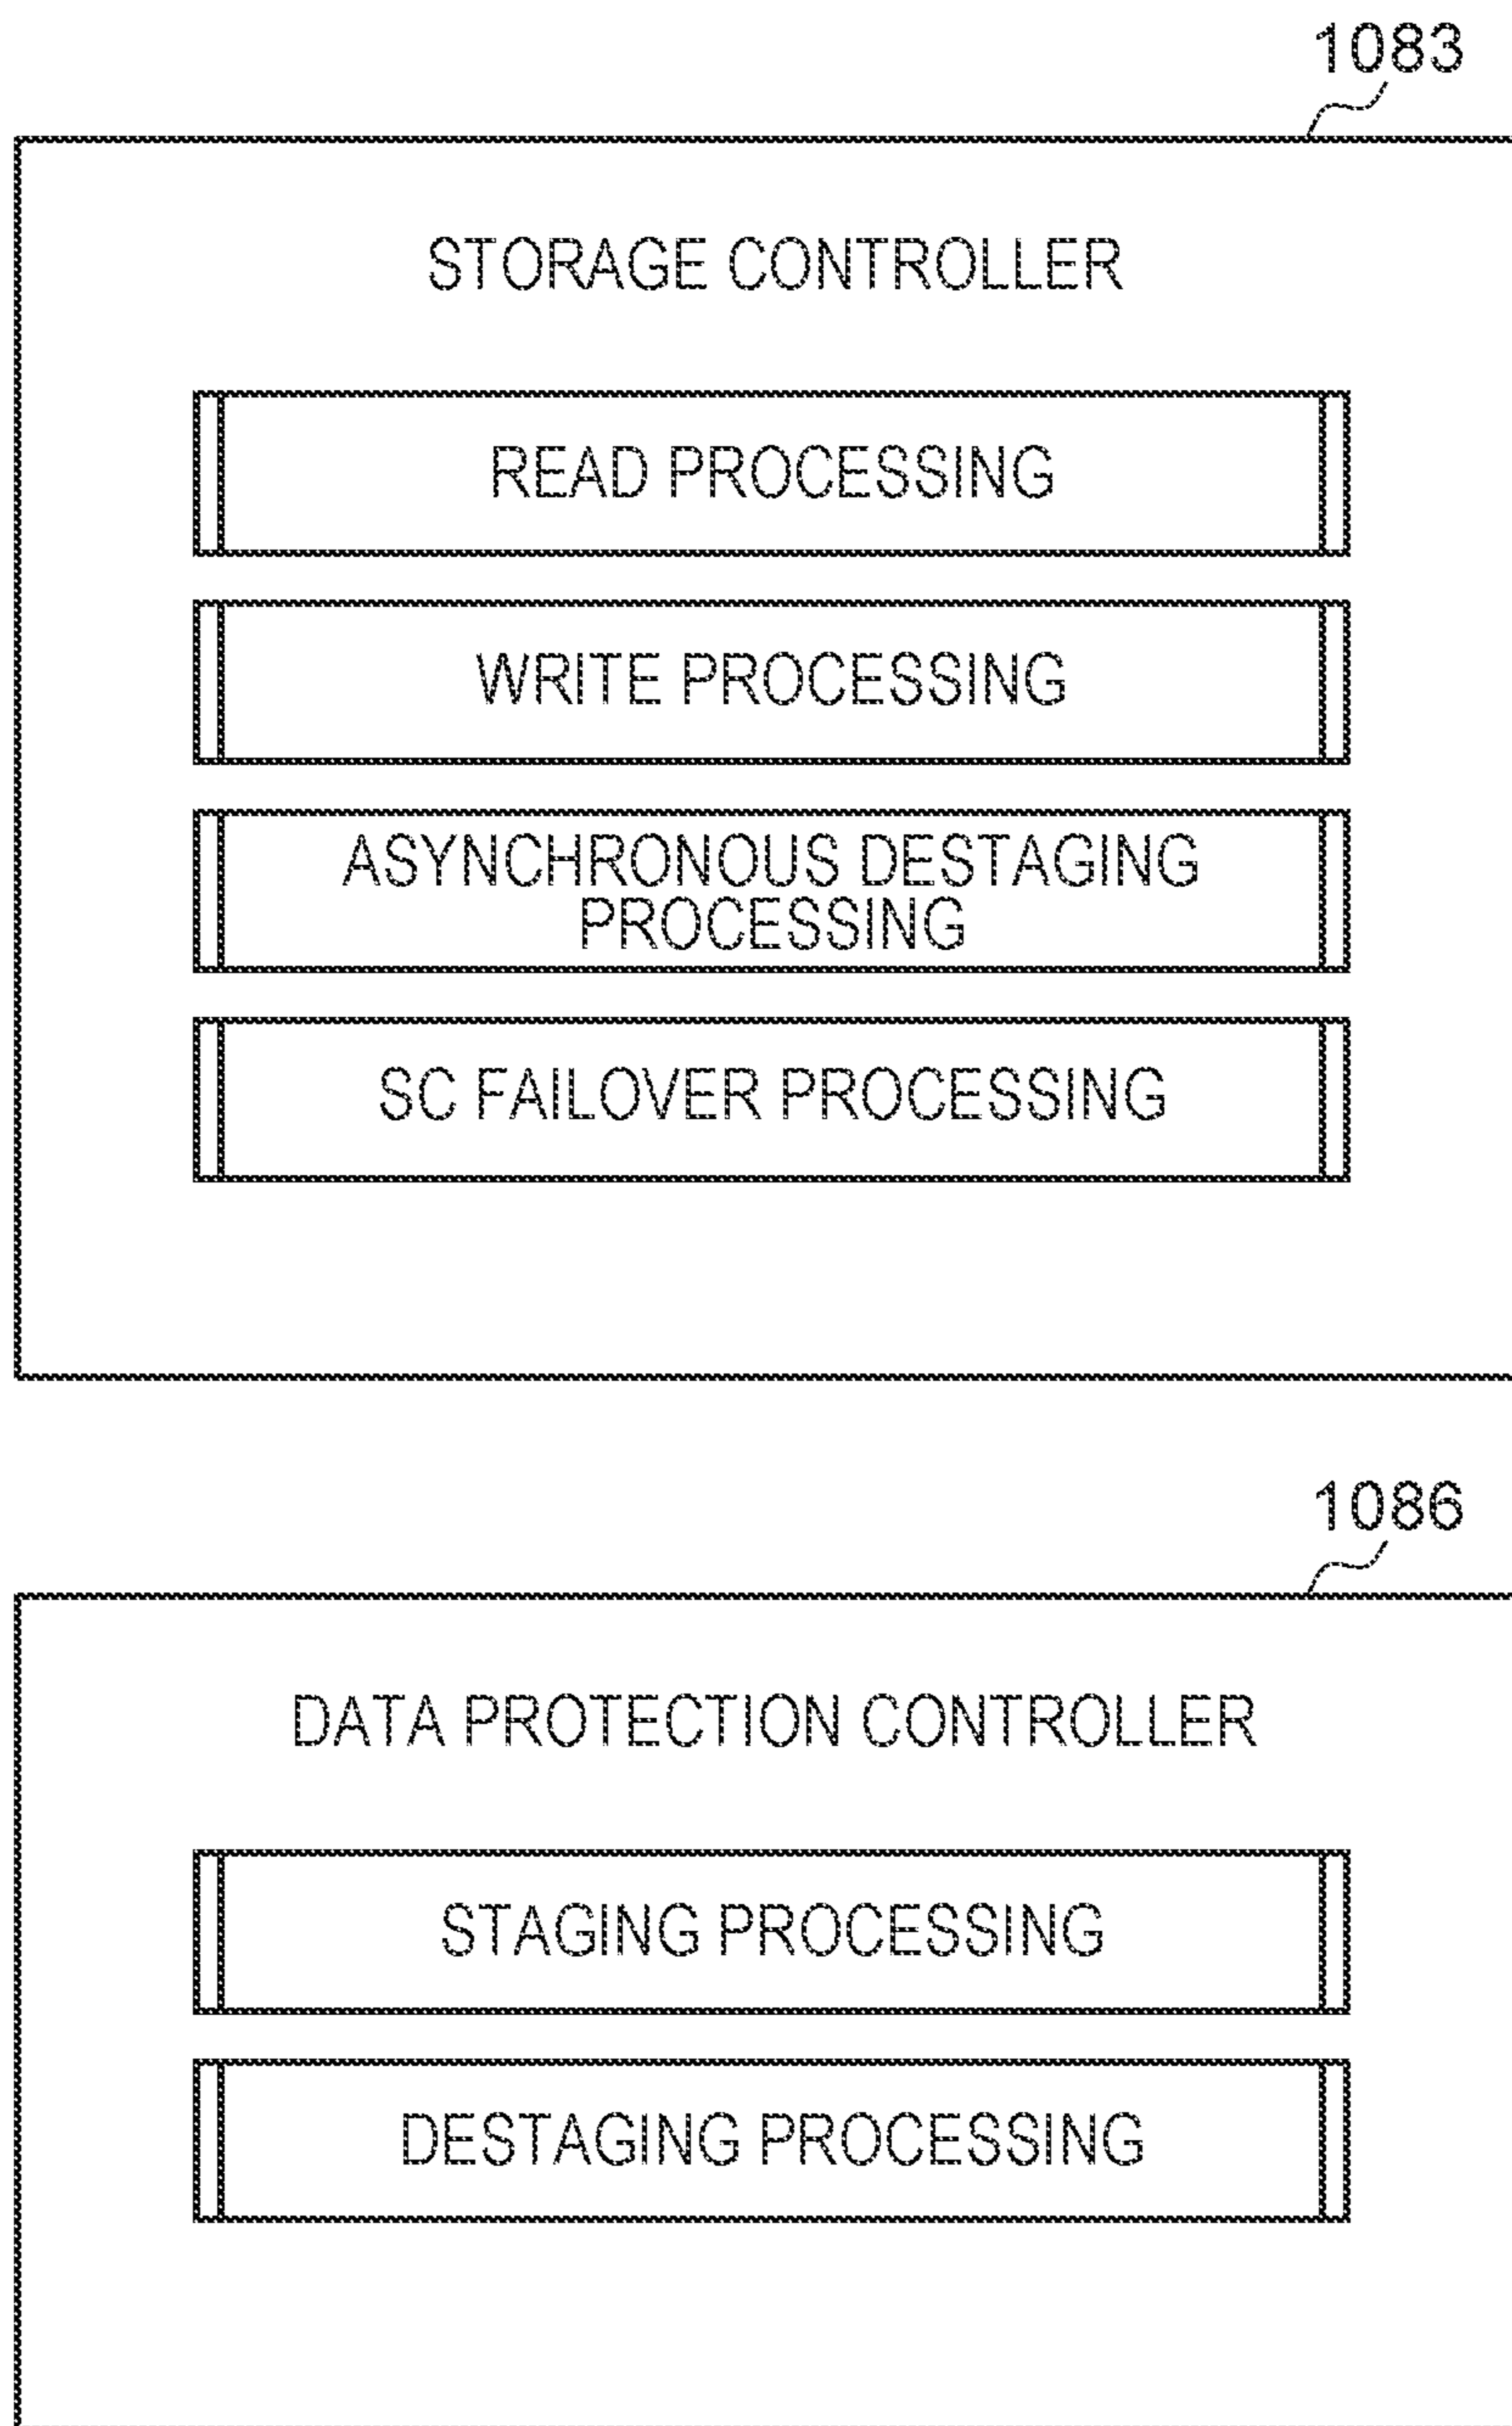 1083
STORAGE CONTROLLER
READ PROCESSING
WRITE PROCESSING
ASYNCHRONOUS DESTAGING
PROCESSING
SC FAILOVER PROCESSING
1086
DATA PROTECTION CONTROLLER
STAGING PROCESSING
DESTAGING PROCESSING